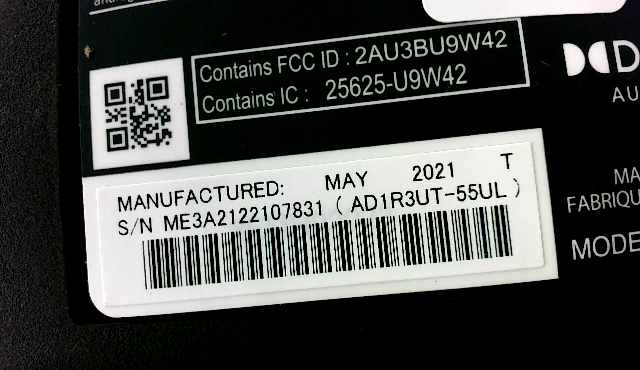 Contains FCC ID : 2AU3BU9W42
Contains IC : 25625-U9W42
AU
MANUFACTURED: MAY 2021 T
S/N ME3A2122107831 ( AD1R3UT-55UL )
MA
FABRIQU
MODE